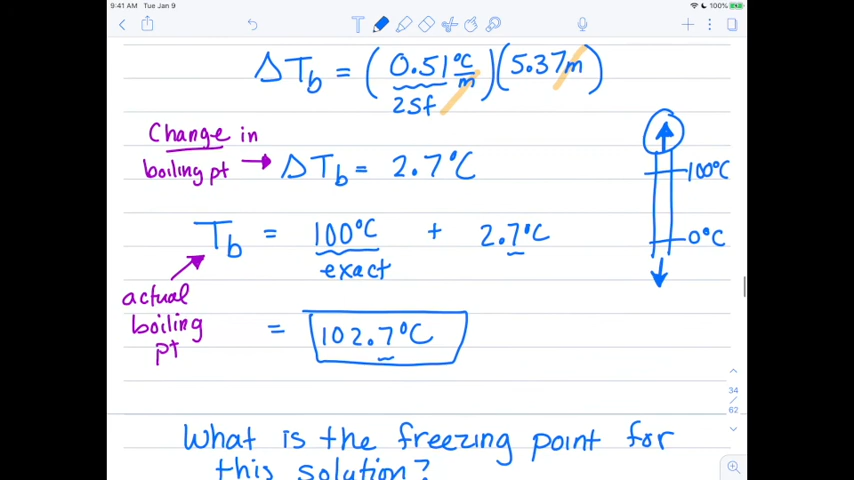 9:41 AM Tue Jan 9
100%
ΔTb = (0.51 °C/m)(5.37m)
2sf
Change in
boiling pt → ΔTb = 2.7°C
100°C
0°C
Tb = 100°C + 2.7°C
exact
actual
boiling
pt
= 102.7°C
34
/
62
What is the freezing point for
this solution?